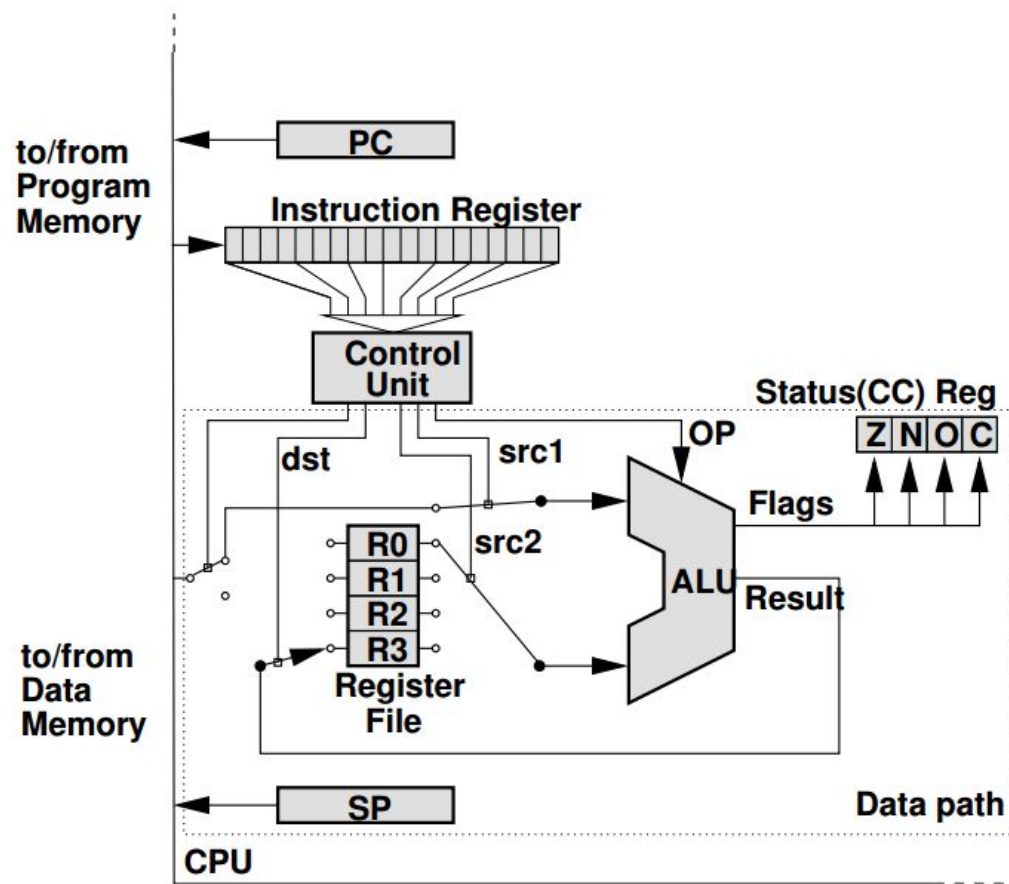 PC
to/from
Program
Memory
Instruction Register
Control
Unit
Status(CC) Reg
Z N O C
OP
dst
src1
Flags
src2
R0
R1
R2
R3
ALU
Result
to/from
Data
Memory
Register
File
SP
Data path
CPU